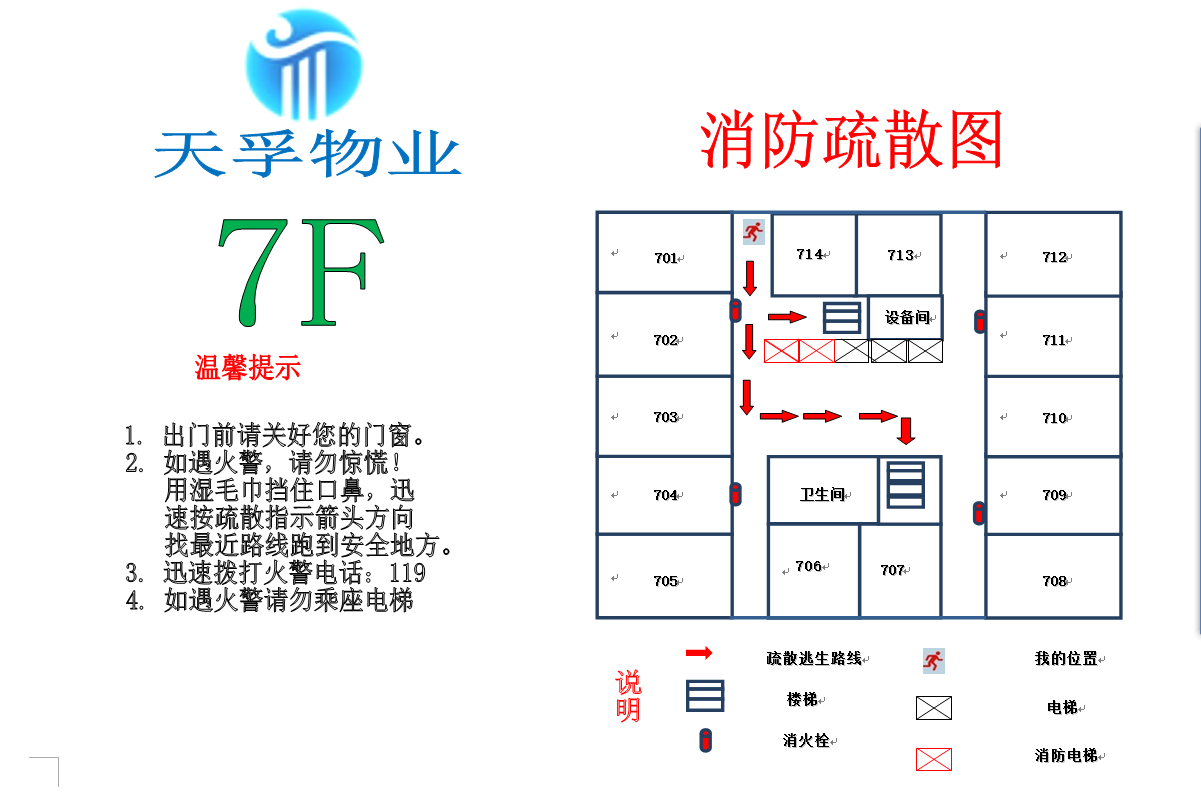 天孚物业
7F
温馨提示
1. 出门前请关好您的门窗。
2. 如遇火警，请勿惊慌！
用湿毛巾挡住口鼻，迅
速按疏散指示箭头方向
找最近路线跑到安全地方。
3. 迅速拨打火警电话：119
4. 如遇火警请勿乘座电梯
消防疏散图
701
714
713
712
702
设备间
711
703
710
704
卫生间
709
705
706
707
708
说明
疏散逃生路线
我的位置
楼梯
电梯
消火栓
消防电梯